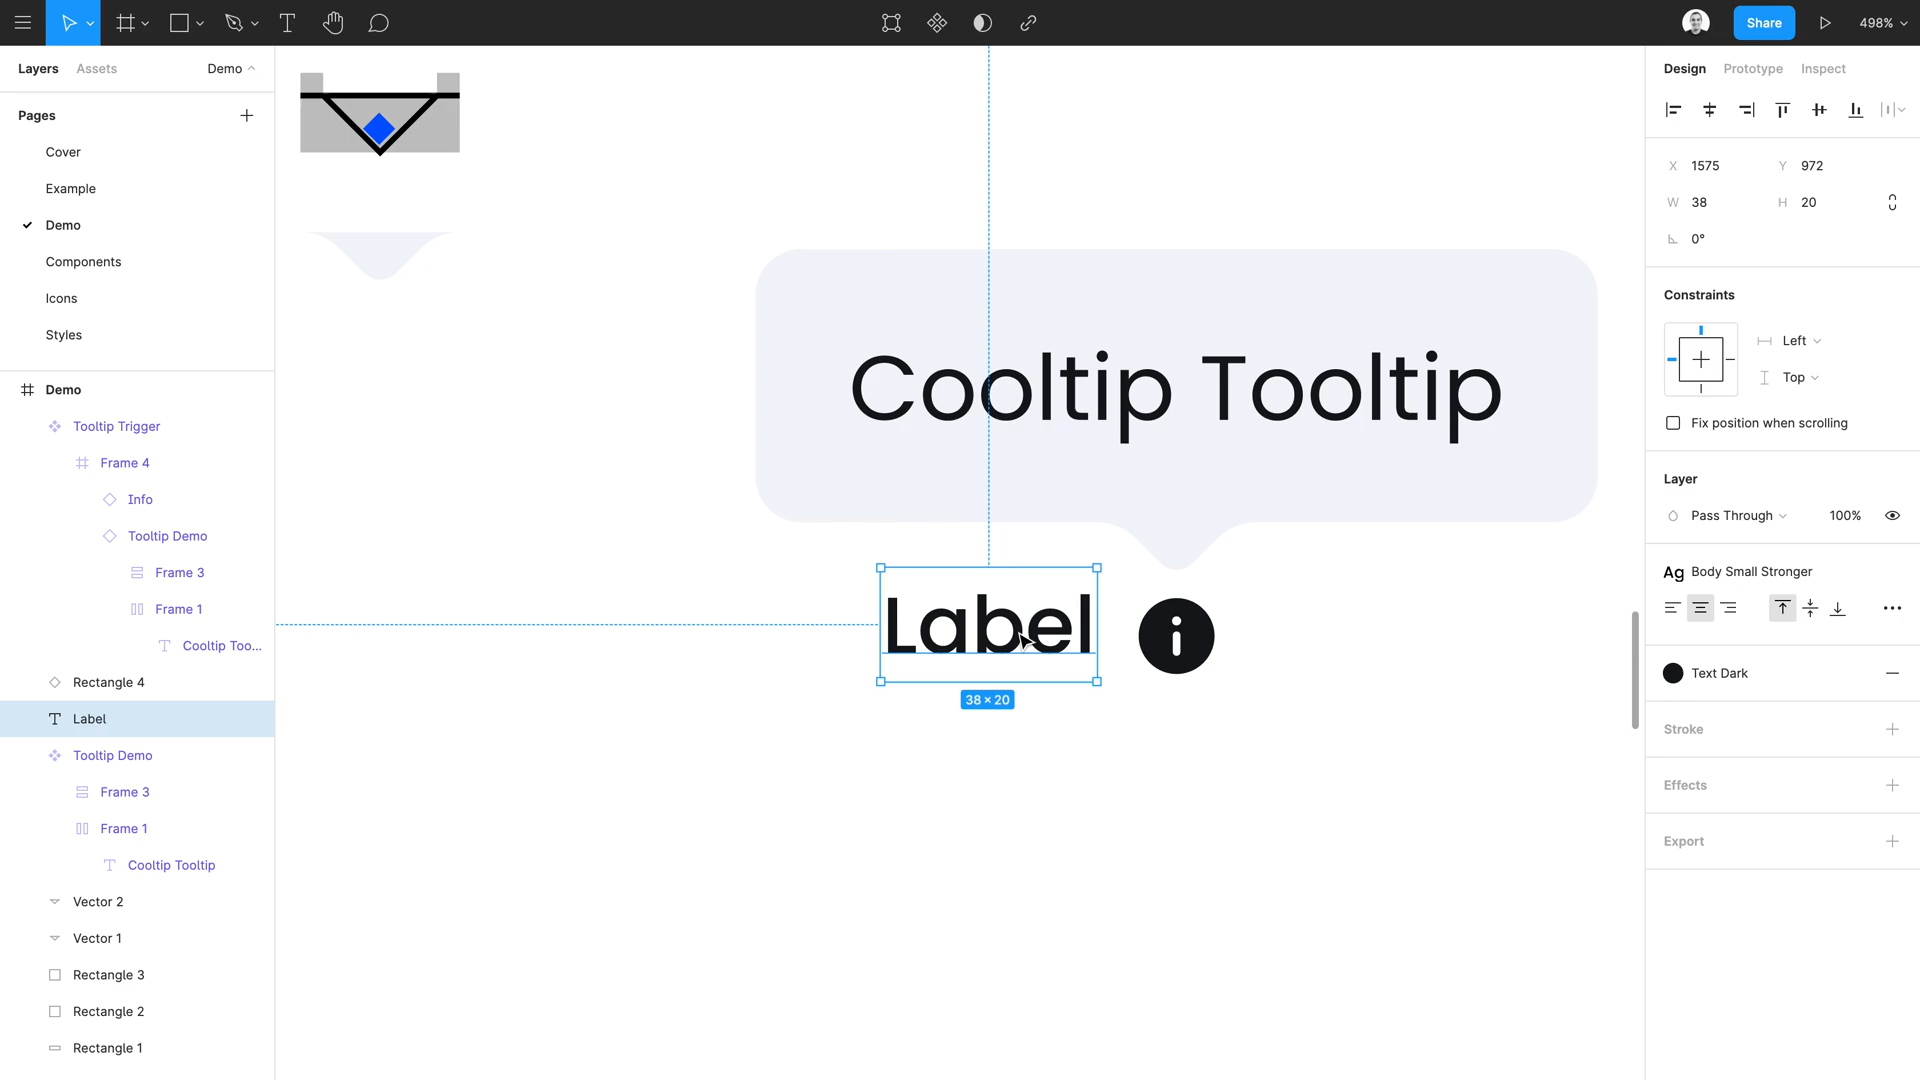 Share
498%
Layers
Assets
Demo
Pages
Cover
Example
Demo
Components
Icons
Styles
Demo
Tooltip Trigger
Frame 4
Info
Tooltip Demo
Frame 3
Frame 1
Cooltip Too...
Rectangle 4
Label
Tooltip Demo
Frame 3
Frame 1
Cooltip Tooltip
Vector 2
Vector 1
Rectangle 3
Rectangle 2
Rectangle 1
Cooltip Tooltip
Label
38 × 20
Design
Prototype
Inspect
X 1575
Y 972
W 38
H 20
0°
Constraints
Left
Top
Fix position when scrolling
Layer
Pass Through
100%
Ag Body Small Stronger
Text Dark
Stroke
Effects
Export